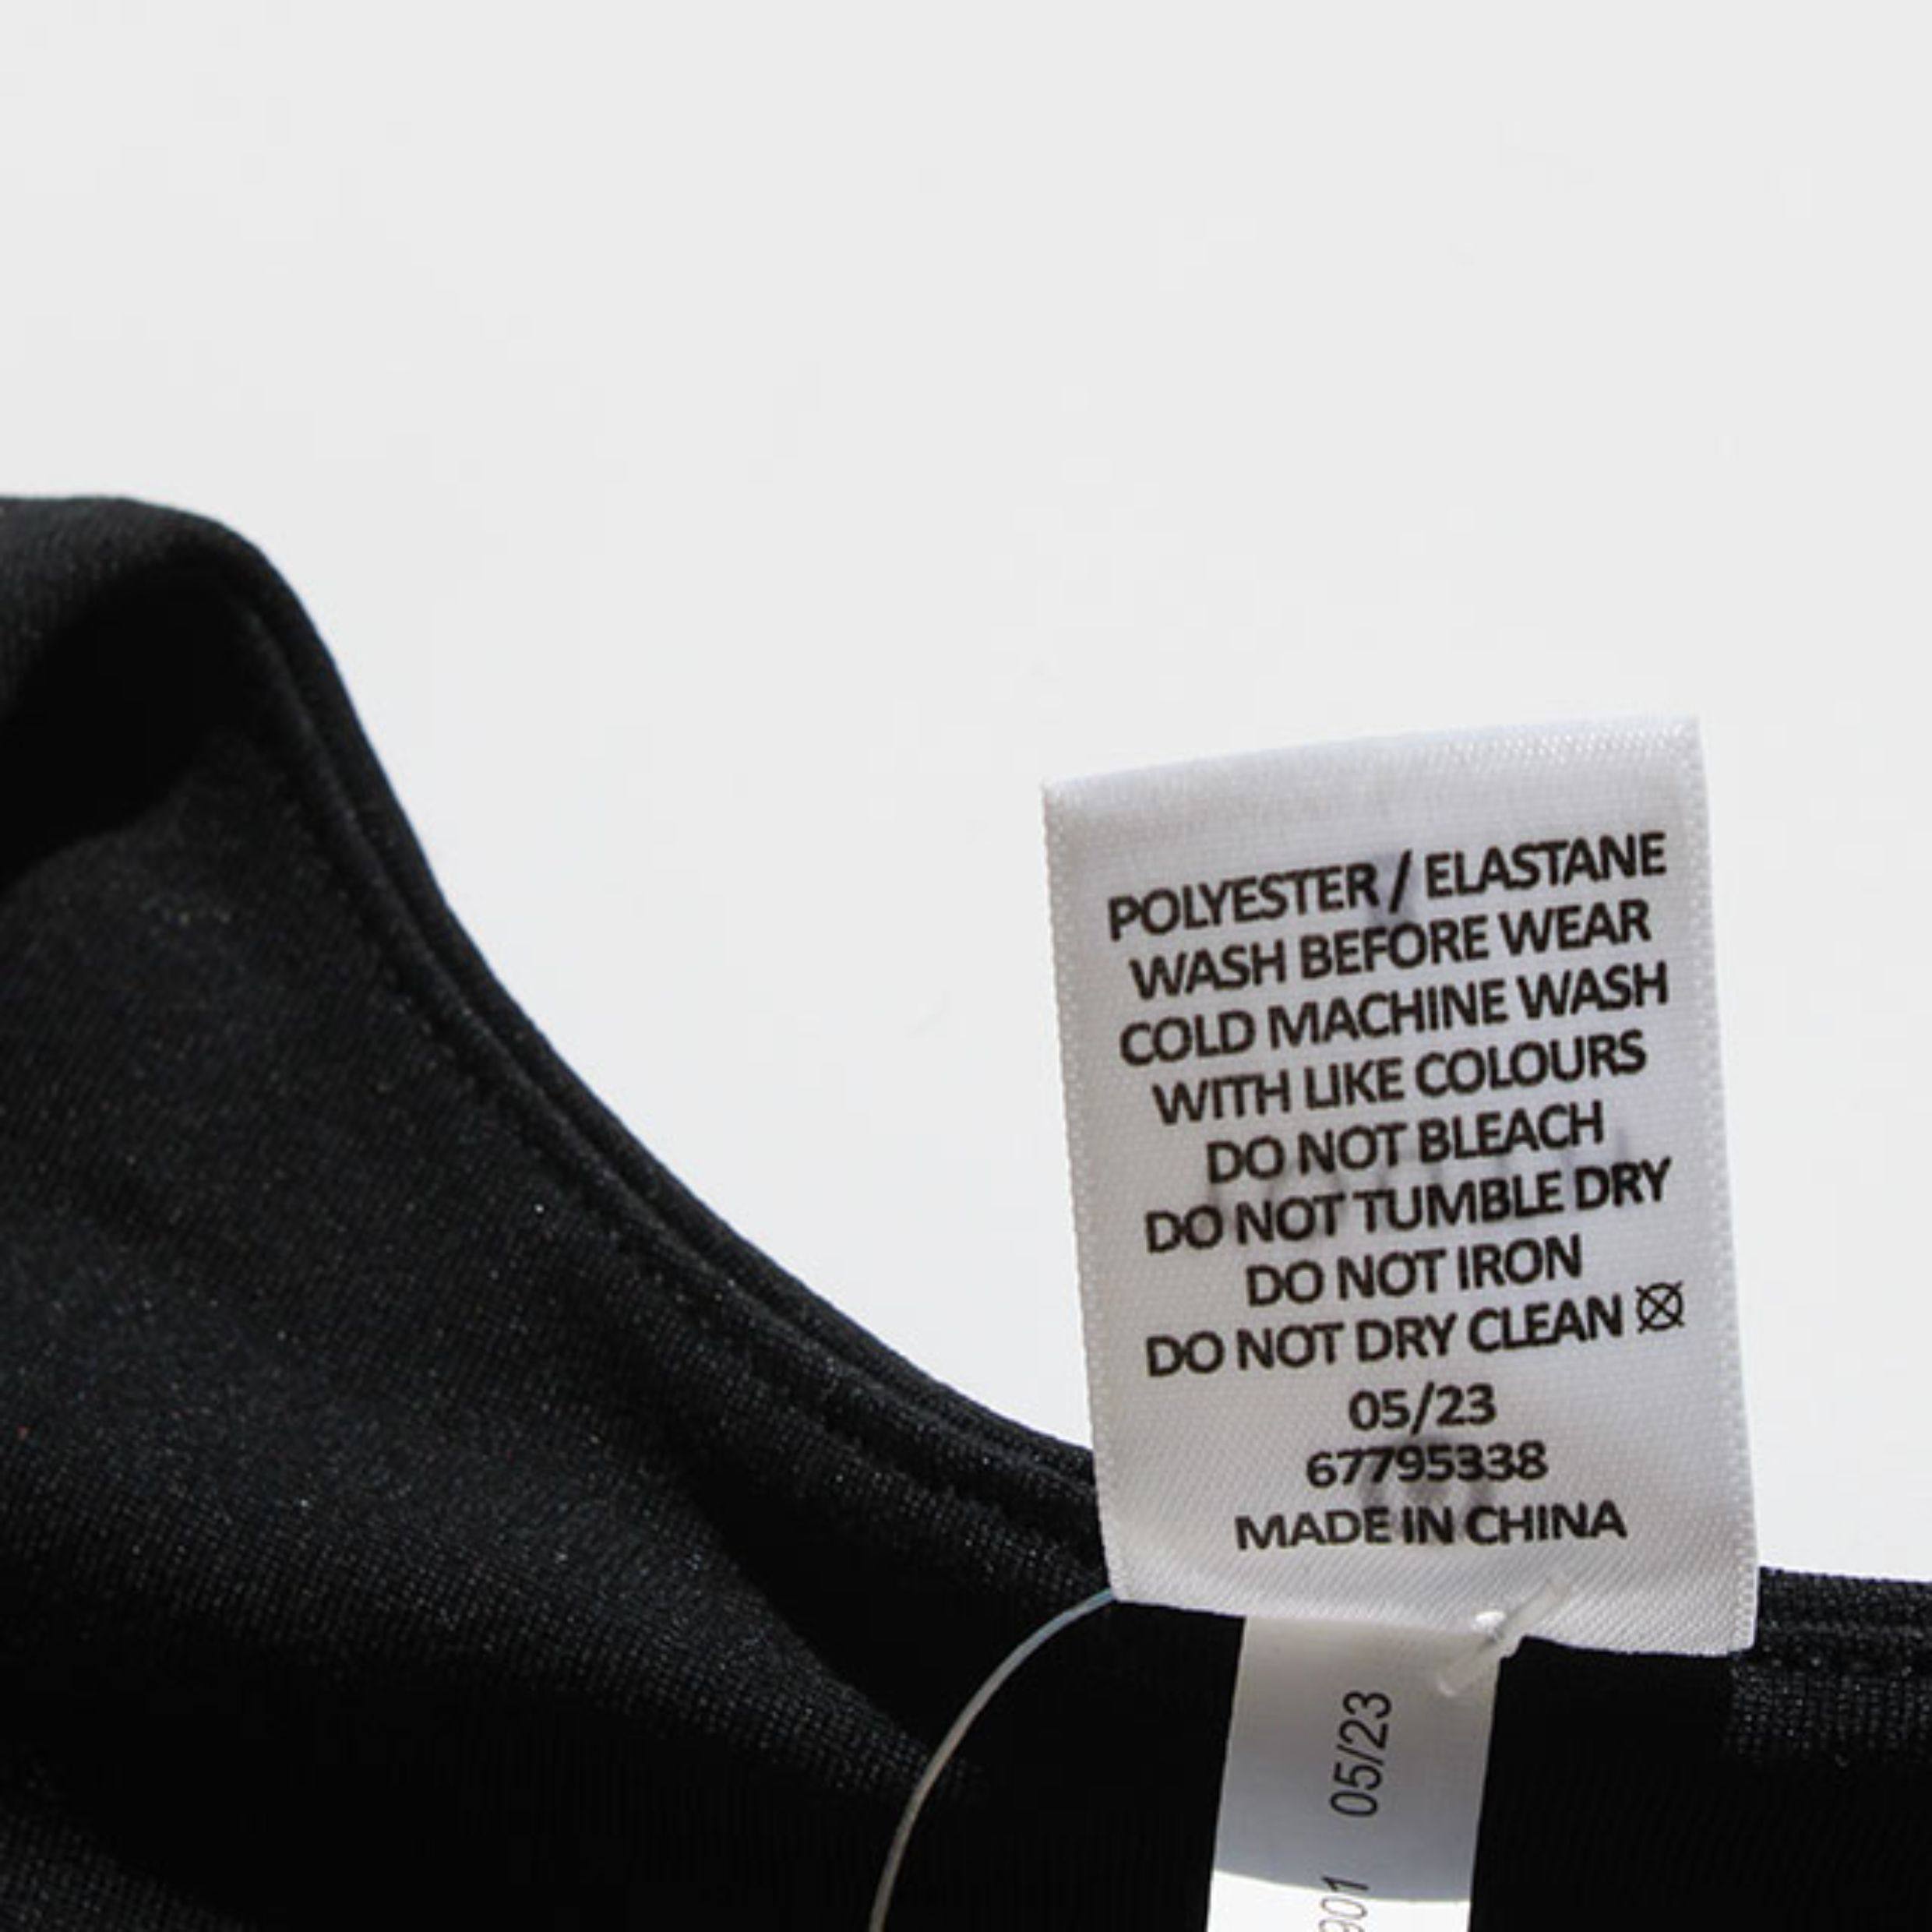 POLYESTER / ELASTANE
WASH BEFORE WEAR
COLD MACHINE WASH
WITH LIKE COLOURS
DO NOT BLEACH
DO NOT TUMBLE DRY
DO NOT IRON
DO NOT DRY CLEAN
05/23
67795338
MADE IN CHINA
05/23